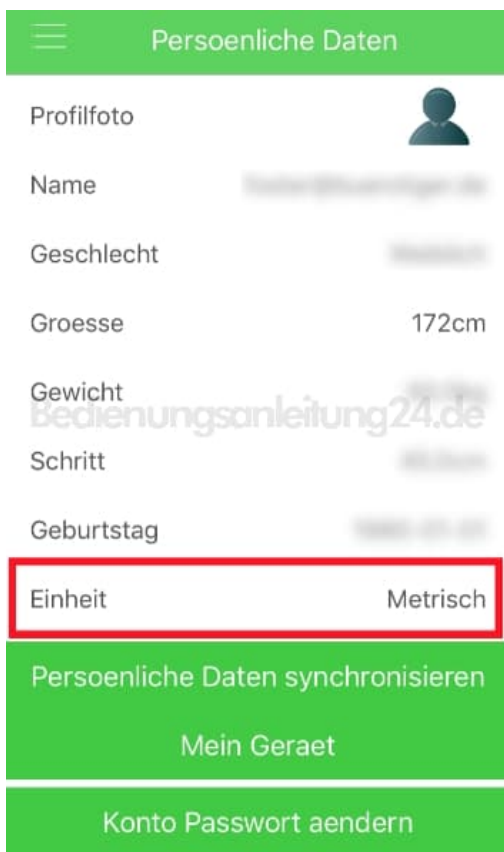 Persoenliche Daten
Profilfoto
Name
Geschlecht
Groesse 172cm
Gewicht
Bedienungsanleitung24.de
Schritt
Geburtstag
Einheit Metrisch
Persoenliche Daten synchronisieren
Mein Geraet
Konto Passwort aendern